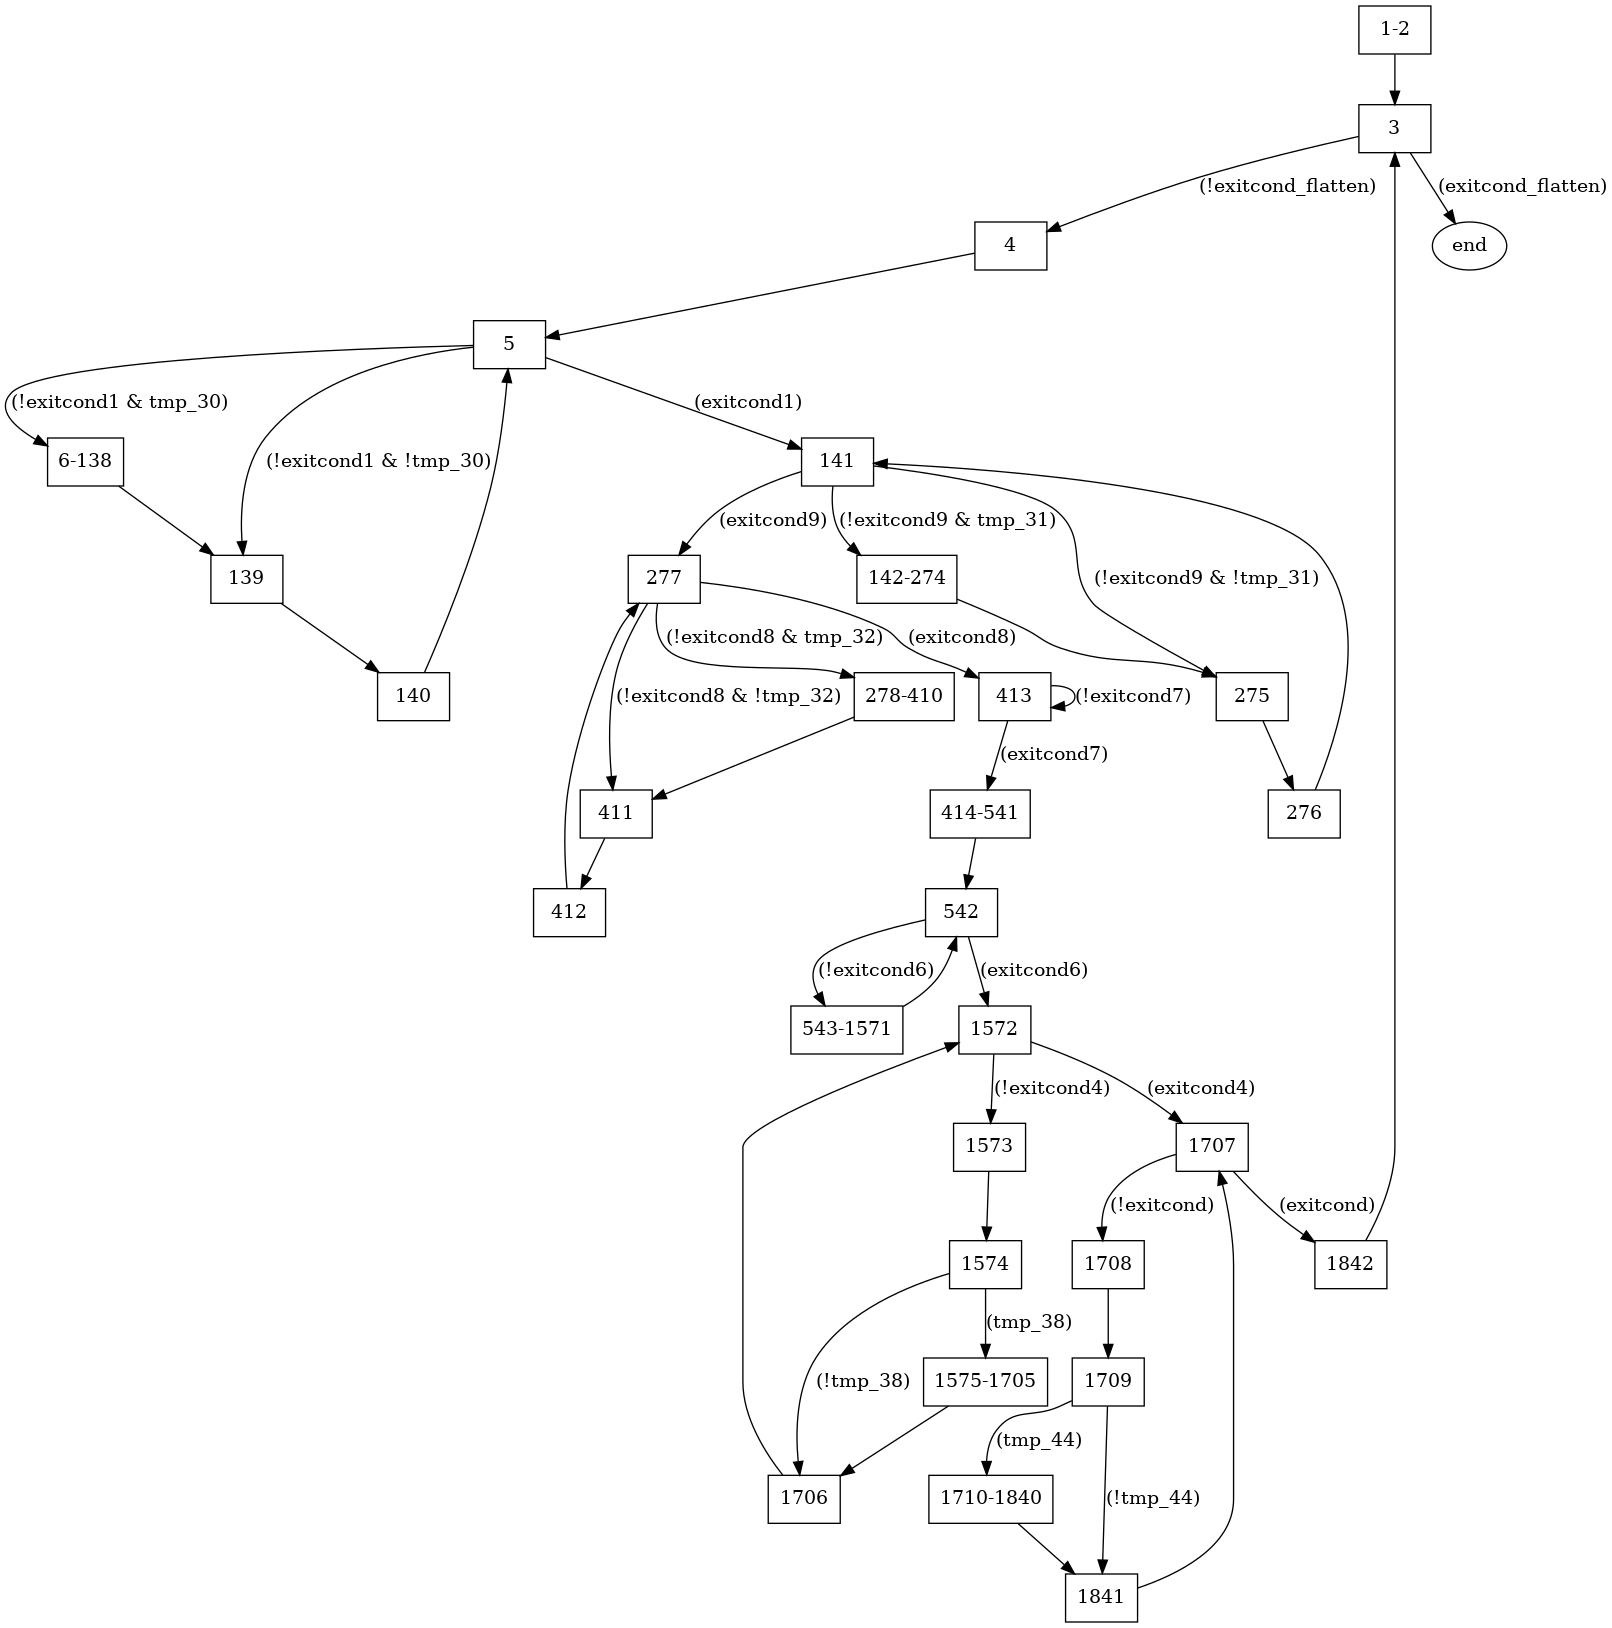 1-2
3
(!exitcond_flatten)
(exitcond_flatten)
4
end
5
(!exitcond1 & tmp_30)
(exitcond1)
6-138
(!exitcond1 & !tmp_30)
141
(exitcond9)
(!exitcond9 & tmp_31)
139
277
142-274
(!exitcond9 & !tmp_31)
(!exitcond8 & tmp_32)
(exitcond8)
140
(!exitcond8 & !tmp_32)
278-410
413
(!exitcond7)
275
(exitcond7)
411
414-541
276
412
542
(!exitcond6)
(exitcond6)
543-1571
1572
(!exitcond4)
(exitcond4)
1573
1707
(!exitcond)
(exitcond)
1574
1708
1842
(tmp_38)
(!tmp_38)
1575-1705
1709
(tmp_44)
1706
1710-1840
(!tmp_44)
1841